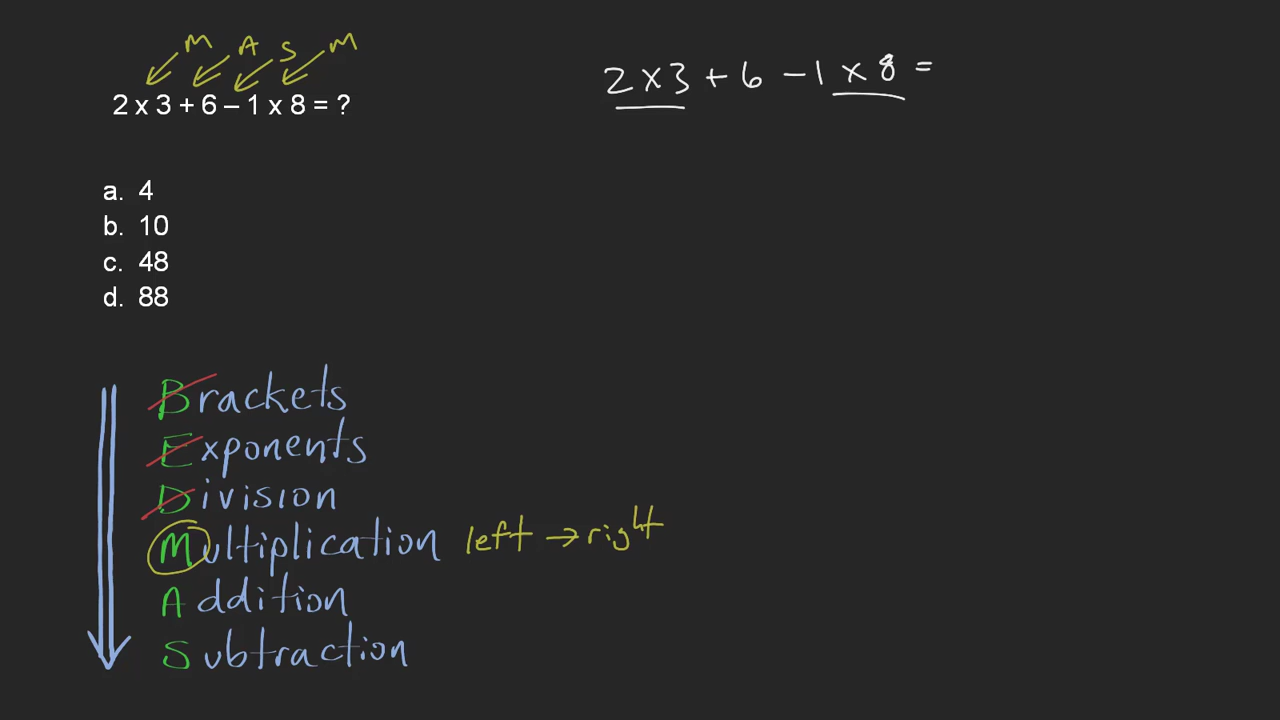 M A S M
2 x 3 + 6 – 1 x 8 = ?
2 x 3 + 6 - 1 x 8 =
a. 4
b. 10
c. 48
d. 88
Brackets
Exponents
Division
Multiplication left → right
Addition
Subtraction